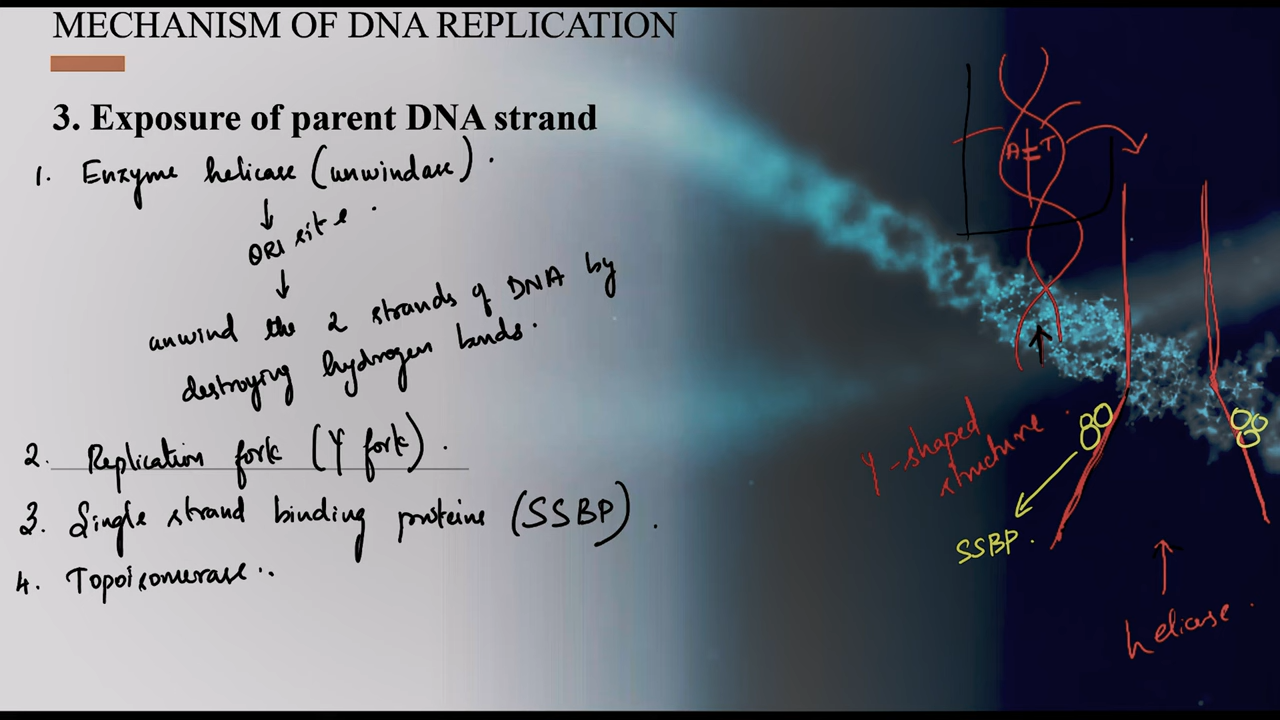 MECHANISM OF DNA REPLICATION
3. Exposure of parent DNA strand
1. Enzyme helicase (unwindase).
↓
ORI site.
↓
unwind the 2 strands of DNA by
destroying hydrogen bonds.
2. Replication fork (Y fork).
3. Single strand binding proteins (SSBP).
4. Topoisomerase..
A=T
Y-shaped
structure.
SSBP.
helicase.